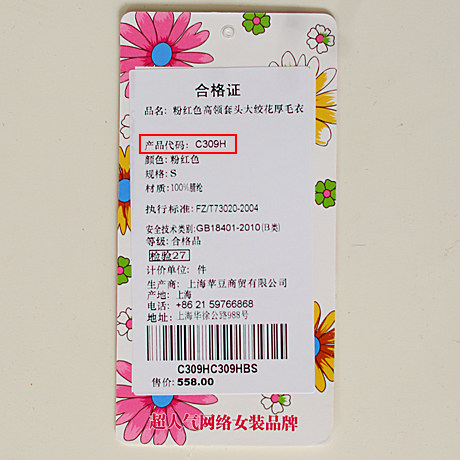 合格证
品名: 粉红色高领套头大绞花厚毛衣
产品代码: C309H
颜色: 粉红色
规格: S
材质: 100%腈纶
执行标准: FZ/T73020-2004
安全技术类别: GB18401-2010 (B类)
等级: 合格品
检验27
计价单位: 件
生产商: 上海苹豆商贸有限公司
产地: 上海
电话: +86 21 59766868
地址: 上海华徐公路988号
C309HC309HBS
售价: 558.00
超人气网络女装品牌